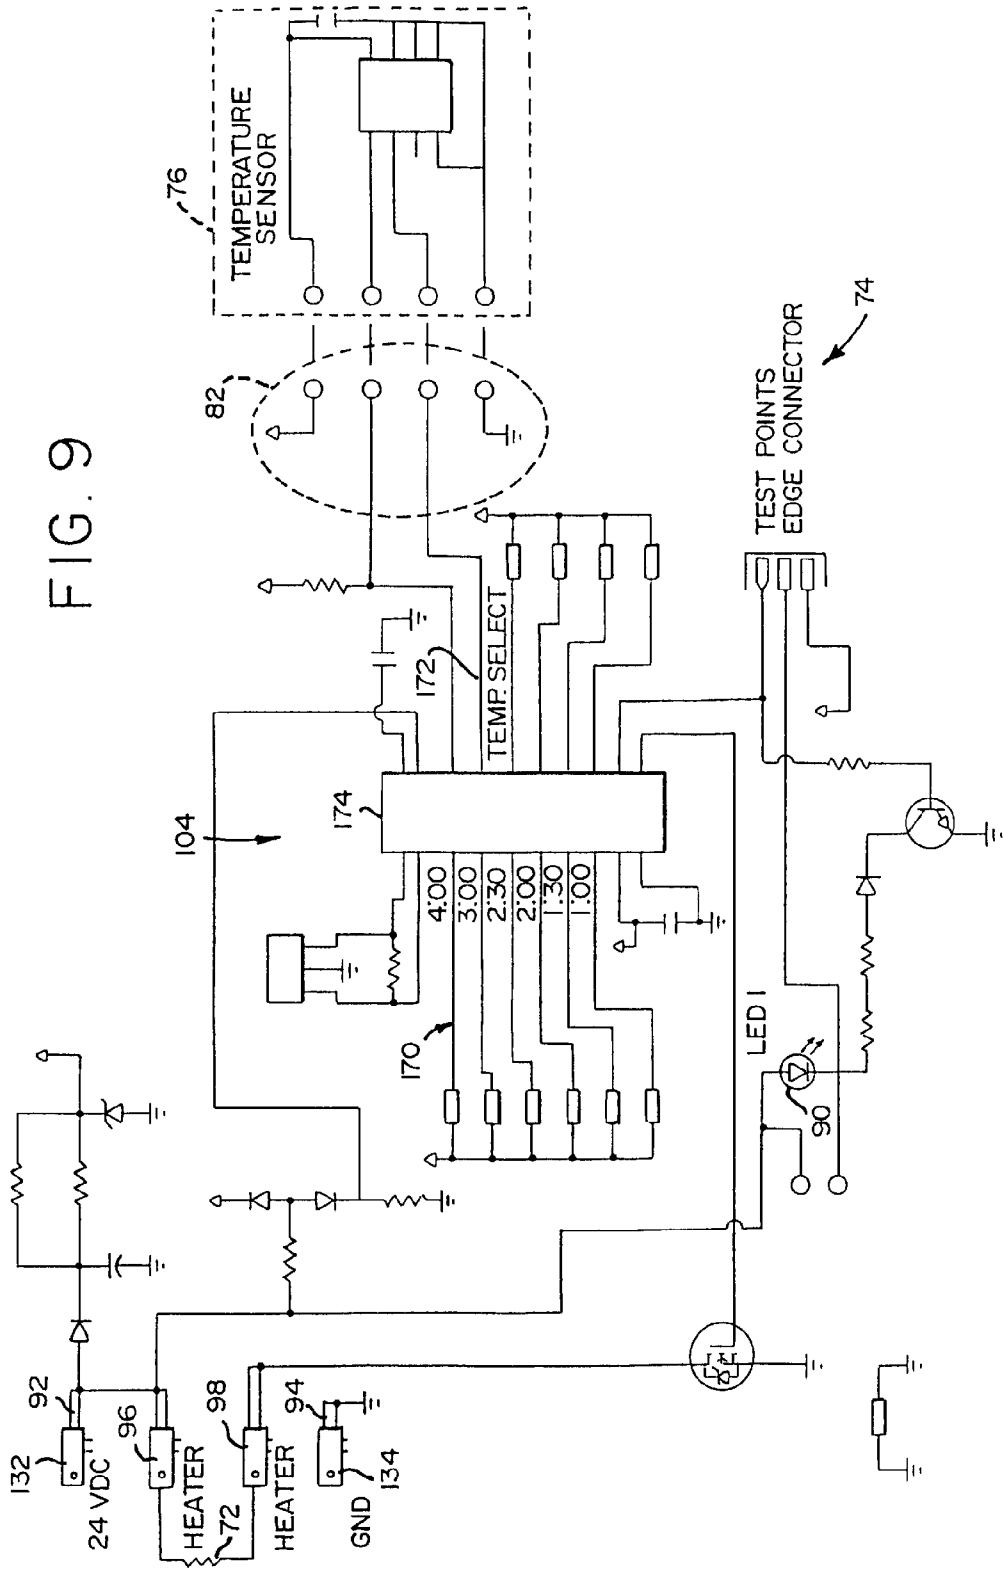 FIG. 9
132
24 VDC
92
96
HEATER
72
98
HEATER
94
GND
134
104
170
4:00
3:00
2:30
2:00
1:30
1:00
174
172
TEMP. SELECT
82
76
TEMPERATURE
SENSOR
LED 1
90
TEST POINTS
EDGE CONNECTOR
74